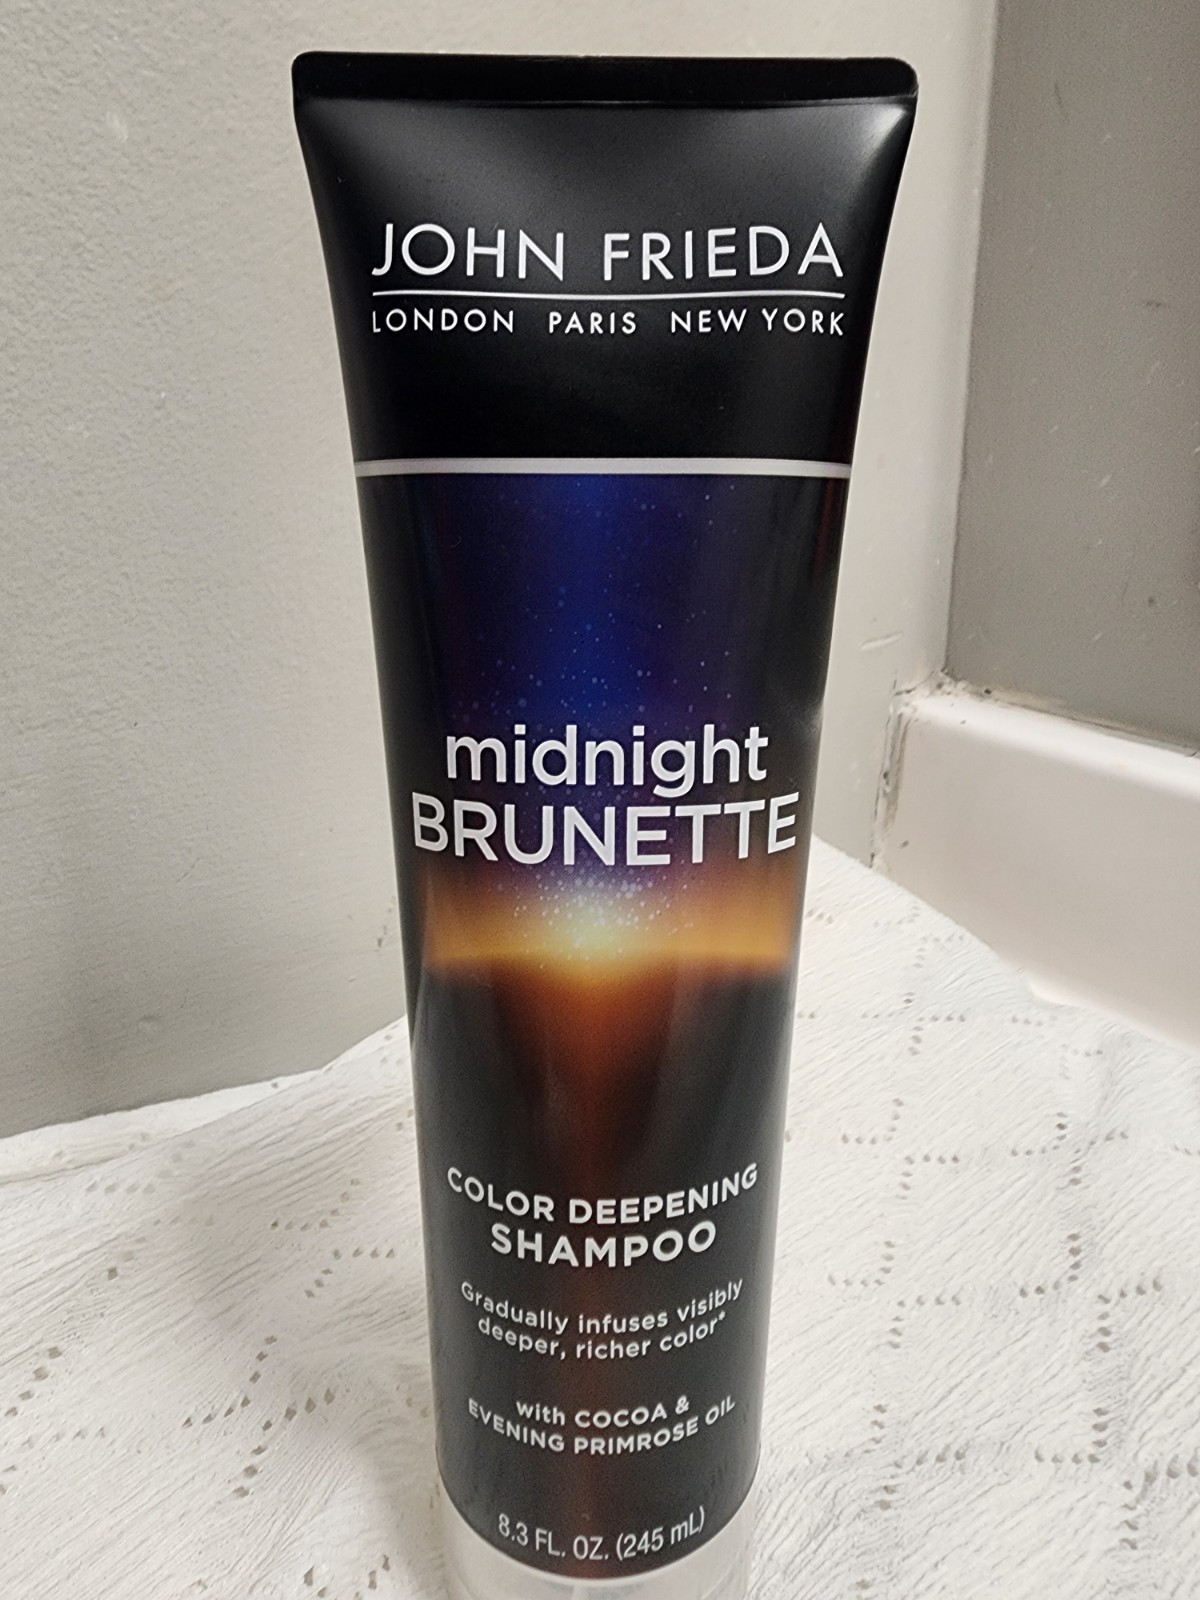 JOHN FRIEDA
LONDON PARIS NEW YORK
midnight
BRUNETTE
COLOR DEEPENING
SHAMPOO
Gradually infuses visibly
deeper, richer color*
with COCOA &
EVENING PRIMROSE OIL
8.3 FL. OZ. (245 mL)